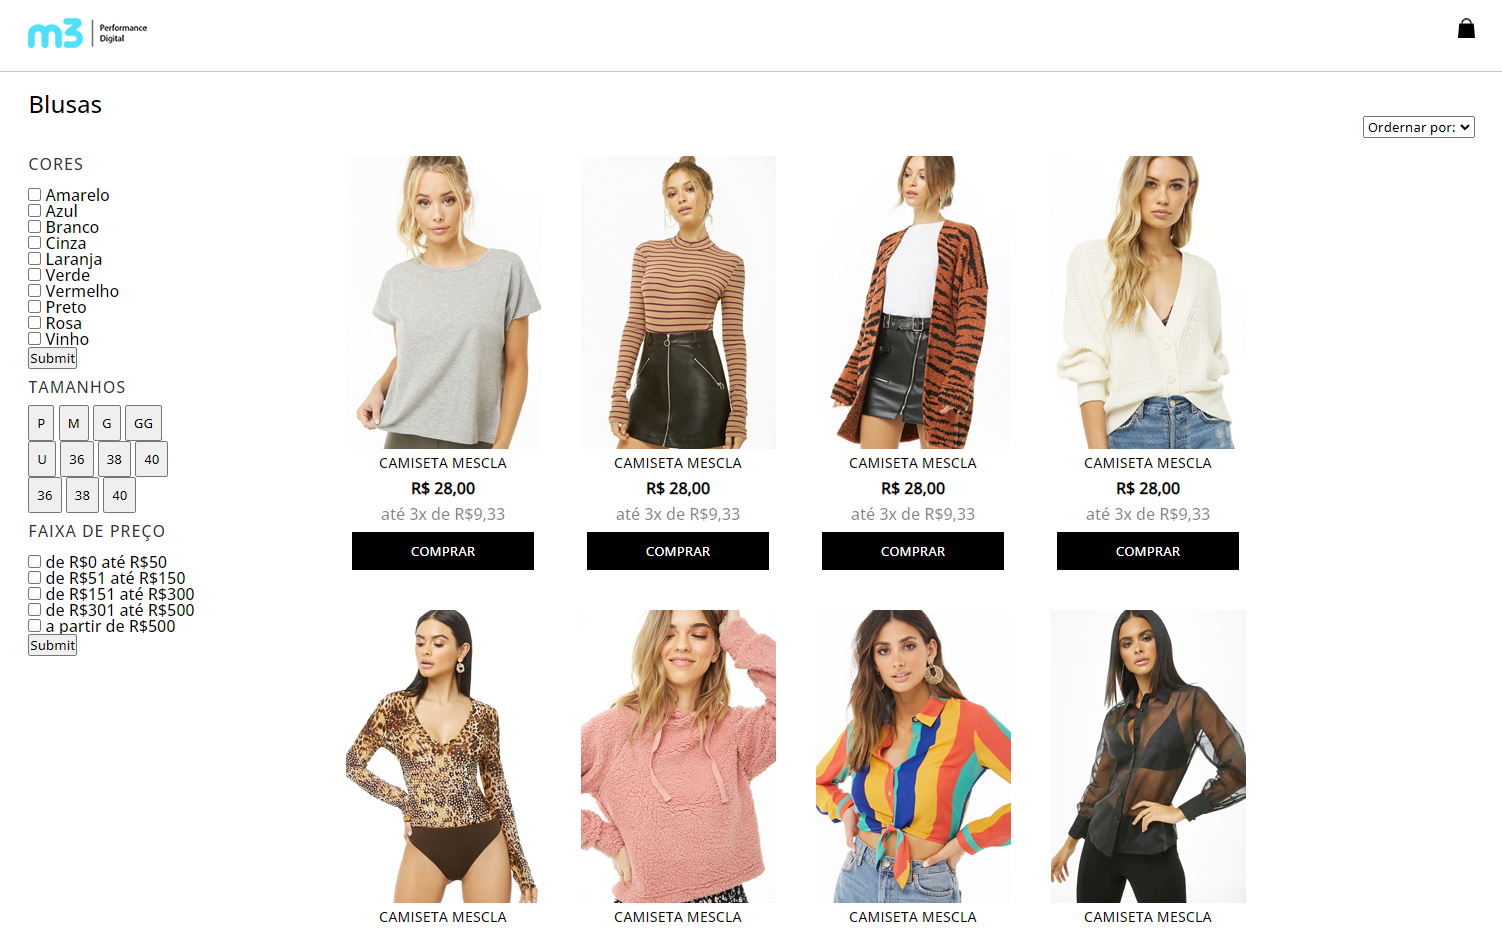 m3 Performance
Digital
Blusas
Ordernar por:
CORES
Amarelo
Azul
Branco
Cinza
Laranja
Verde
Vermelho
Preto
Rosa
Vinho
Submit
TAMANHOS
P M G GG
U 36 38 40
36 38 40
FAIXA DE PREÇO
de R$0 até R$50
de R$51 até R$150
de R$151 até R$300
de R$301 até R$500
a partir de R$500
Submit
CAMISETA MESCLA
R$ 28,00
até 3x de R$9,33
COMPRAR
CAMISETA MESCLA
R$ 28,00
até 3x de R$9,33
COMPRAR
CAMISETA MESCLA
R$ 28,00
até 3x de R$9,33
COMPRAR
CAMISETA MESCLA
R$ 28,00
até 3x de R$9,33
COMPRAR
CAMISETA MESCLA
CAMISETA MESCLA
CAMISETA MESCLA
CAMISETA MESCLA